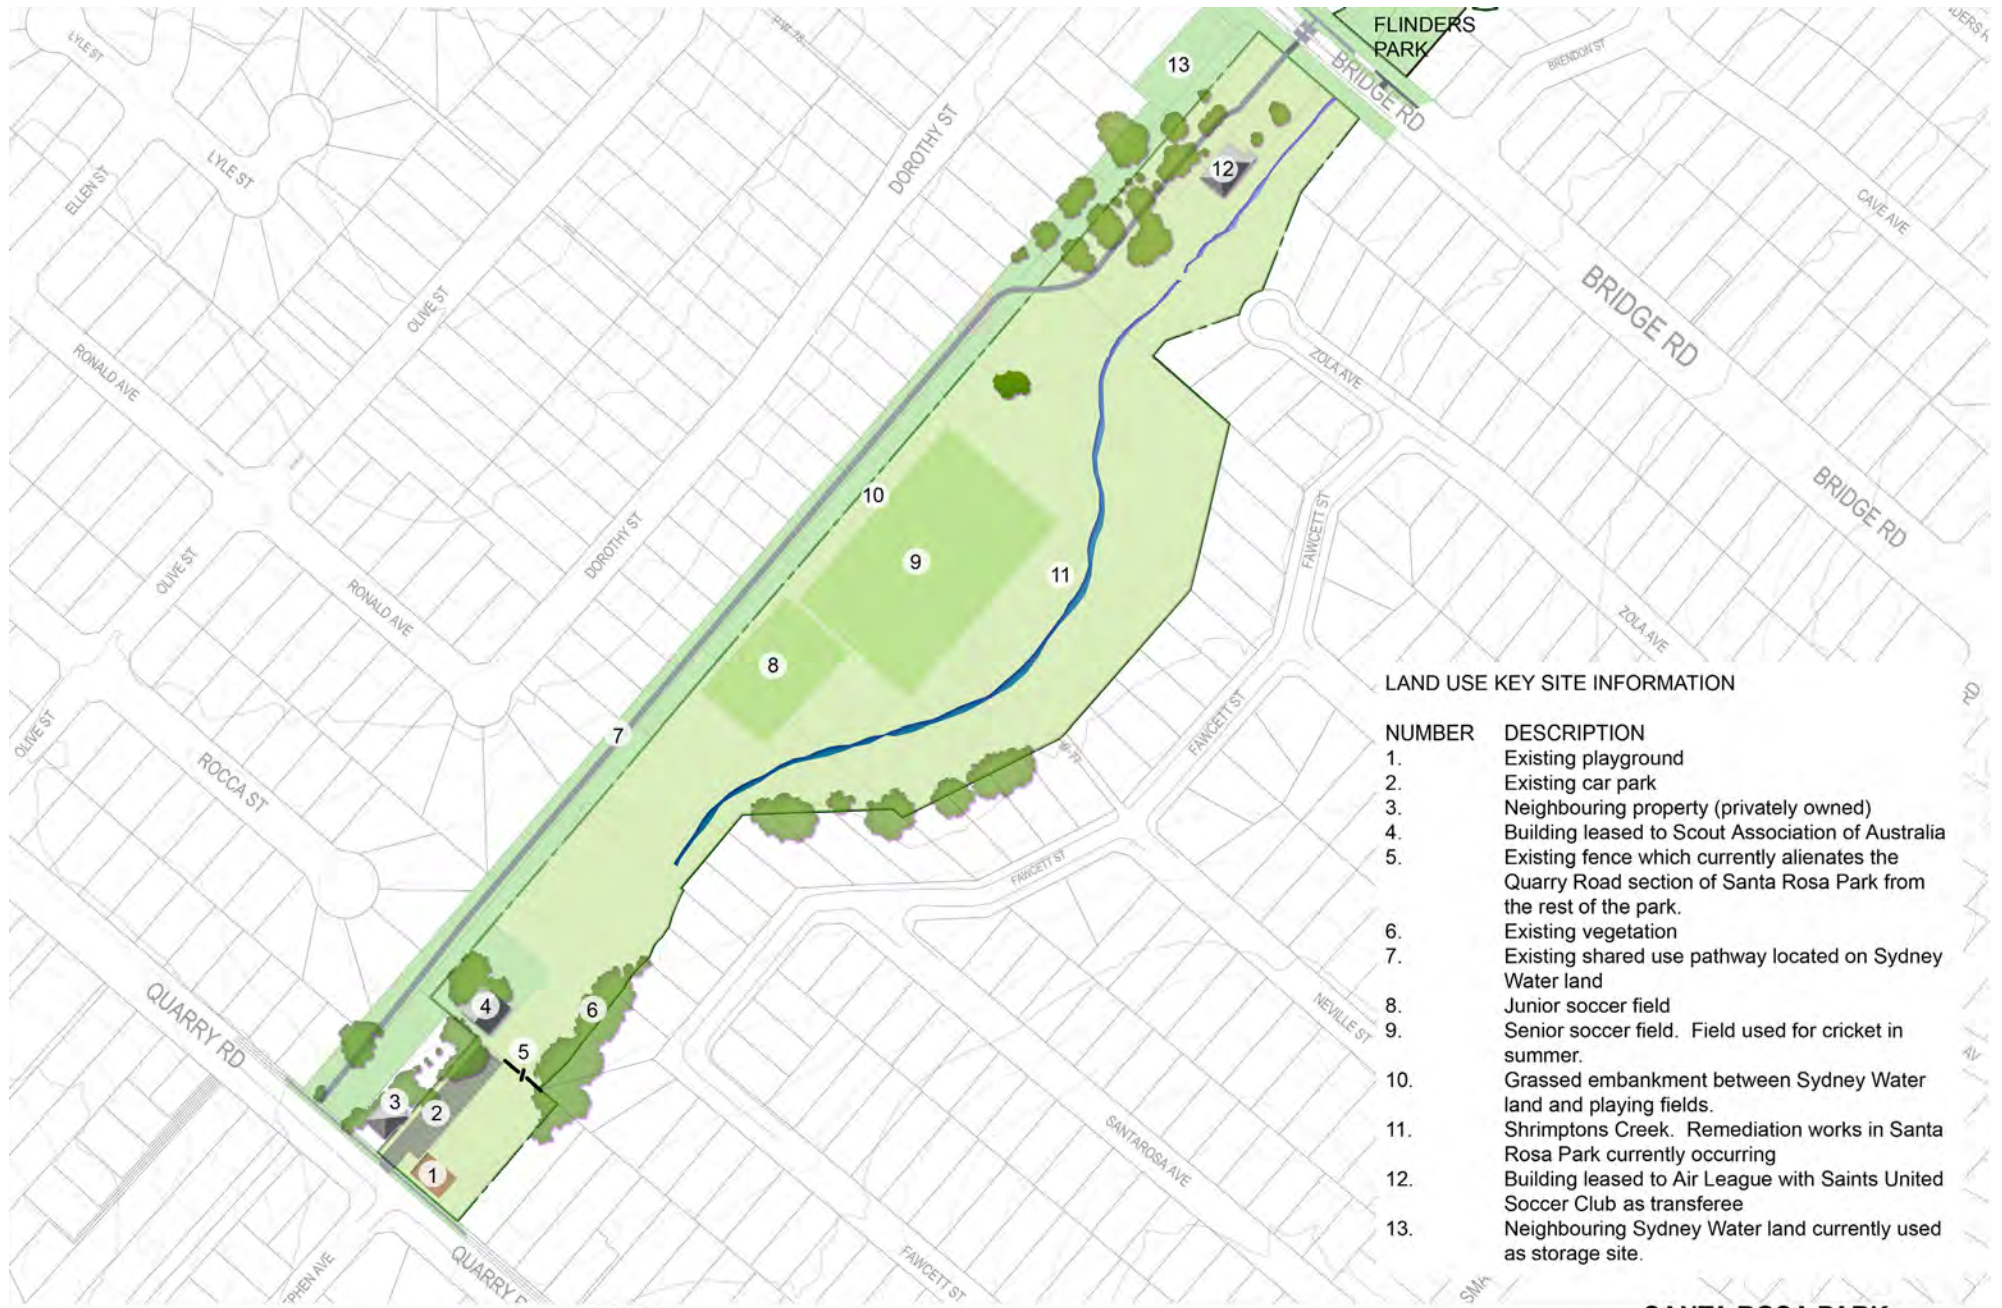 FLINDERS
PARK
BRIDGE RD
BRENDON ST
LYLE ST
13
LYLE ST
DOROTHY ST
12
CAVE AVE
ELLEN ST
OLIVE ST
BRIDGE RD
RONALD AVE
ZOLA AVE
10
BRIDGE RD
FAWCETT ST
DOROTHY ST
9
11
OLIVE ST
RONALD AVE
ZOLA AVE
8
7
OLIVE ST
ROCCA ST
FAWCETT ST
FAWCETT ST
QUARRY RD
4
6
NEVILLE ST
5
3
2
SANTAROSA AVE
1
QUARRY
FAWCETT ST
PHEN AVE
LAND USE KEY SITE INFORMATION
NUMBER DESCRIPTION
1. Existing playground
2. Existing car park
3. Neighbouring property (privately owned)
4. Building leased to Scout Association of Australia
5. Existing fence which currently alienates the
Quarry Road section of Santa Rosa Park from
the rest of the park.
6. Existing vegetation
7. Existing shared use pathway located on Sydney
Water land
8. Junior soccer field
9. Senior soccer field. Field used for cricket in
summer.
10. Grassed embankment between Sydney Water
land and playing fields.
11. Shrimptons Creek. Remediation works in Santa
Rosa Park currently occurring
12. Building leased to Air League with Saints United
Soccer Club as transferee
13. Neighbouring Sydney Water land currently used
as storage site.
RD
AV
SMA
SANTA ROSA PARK